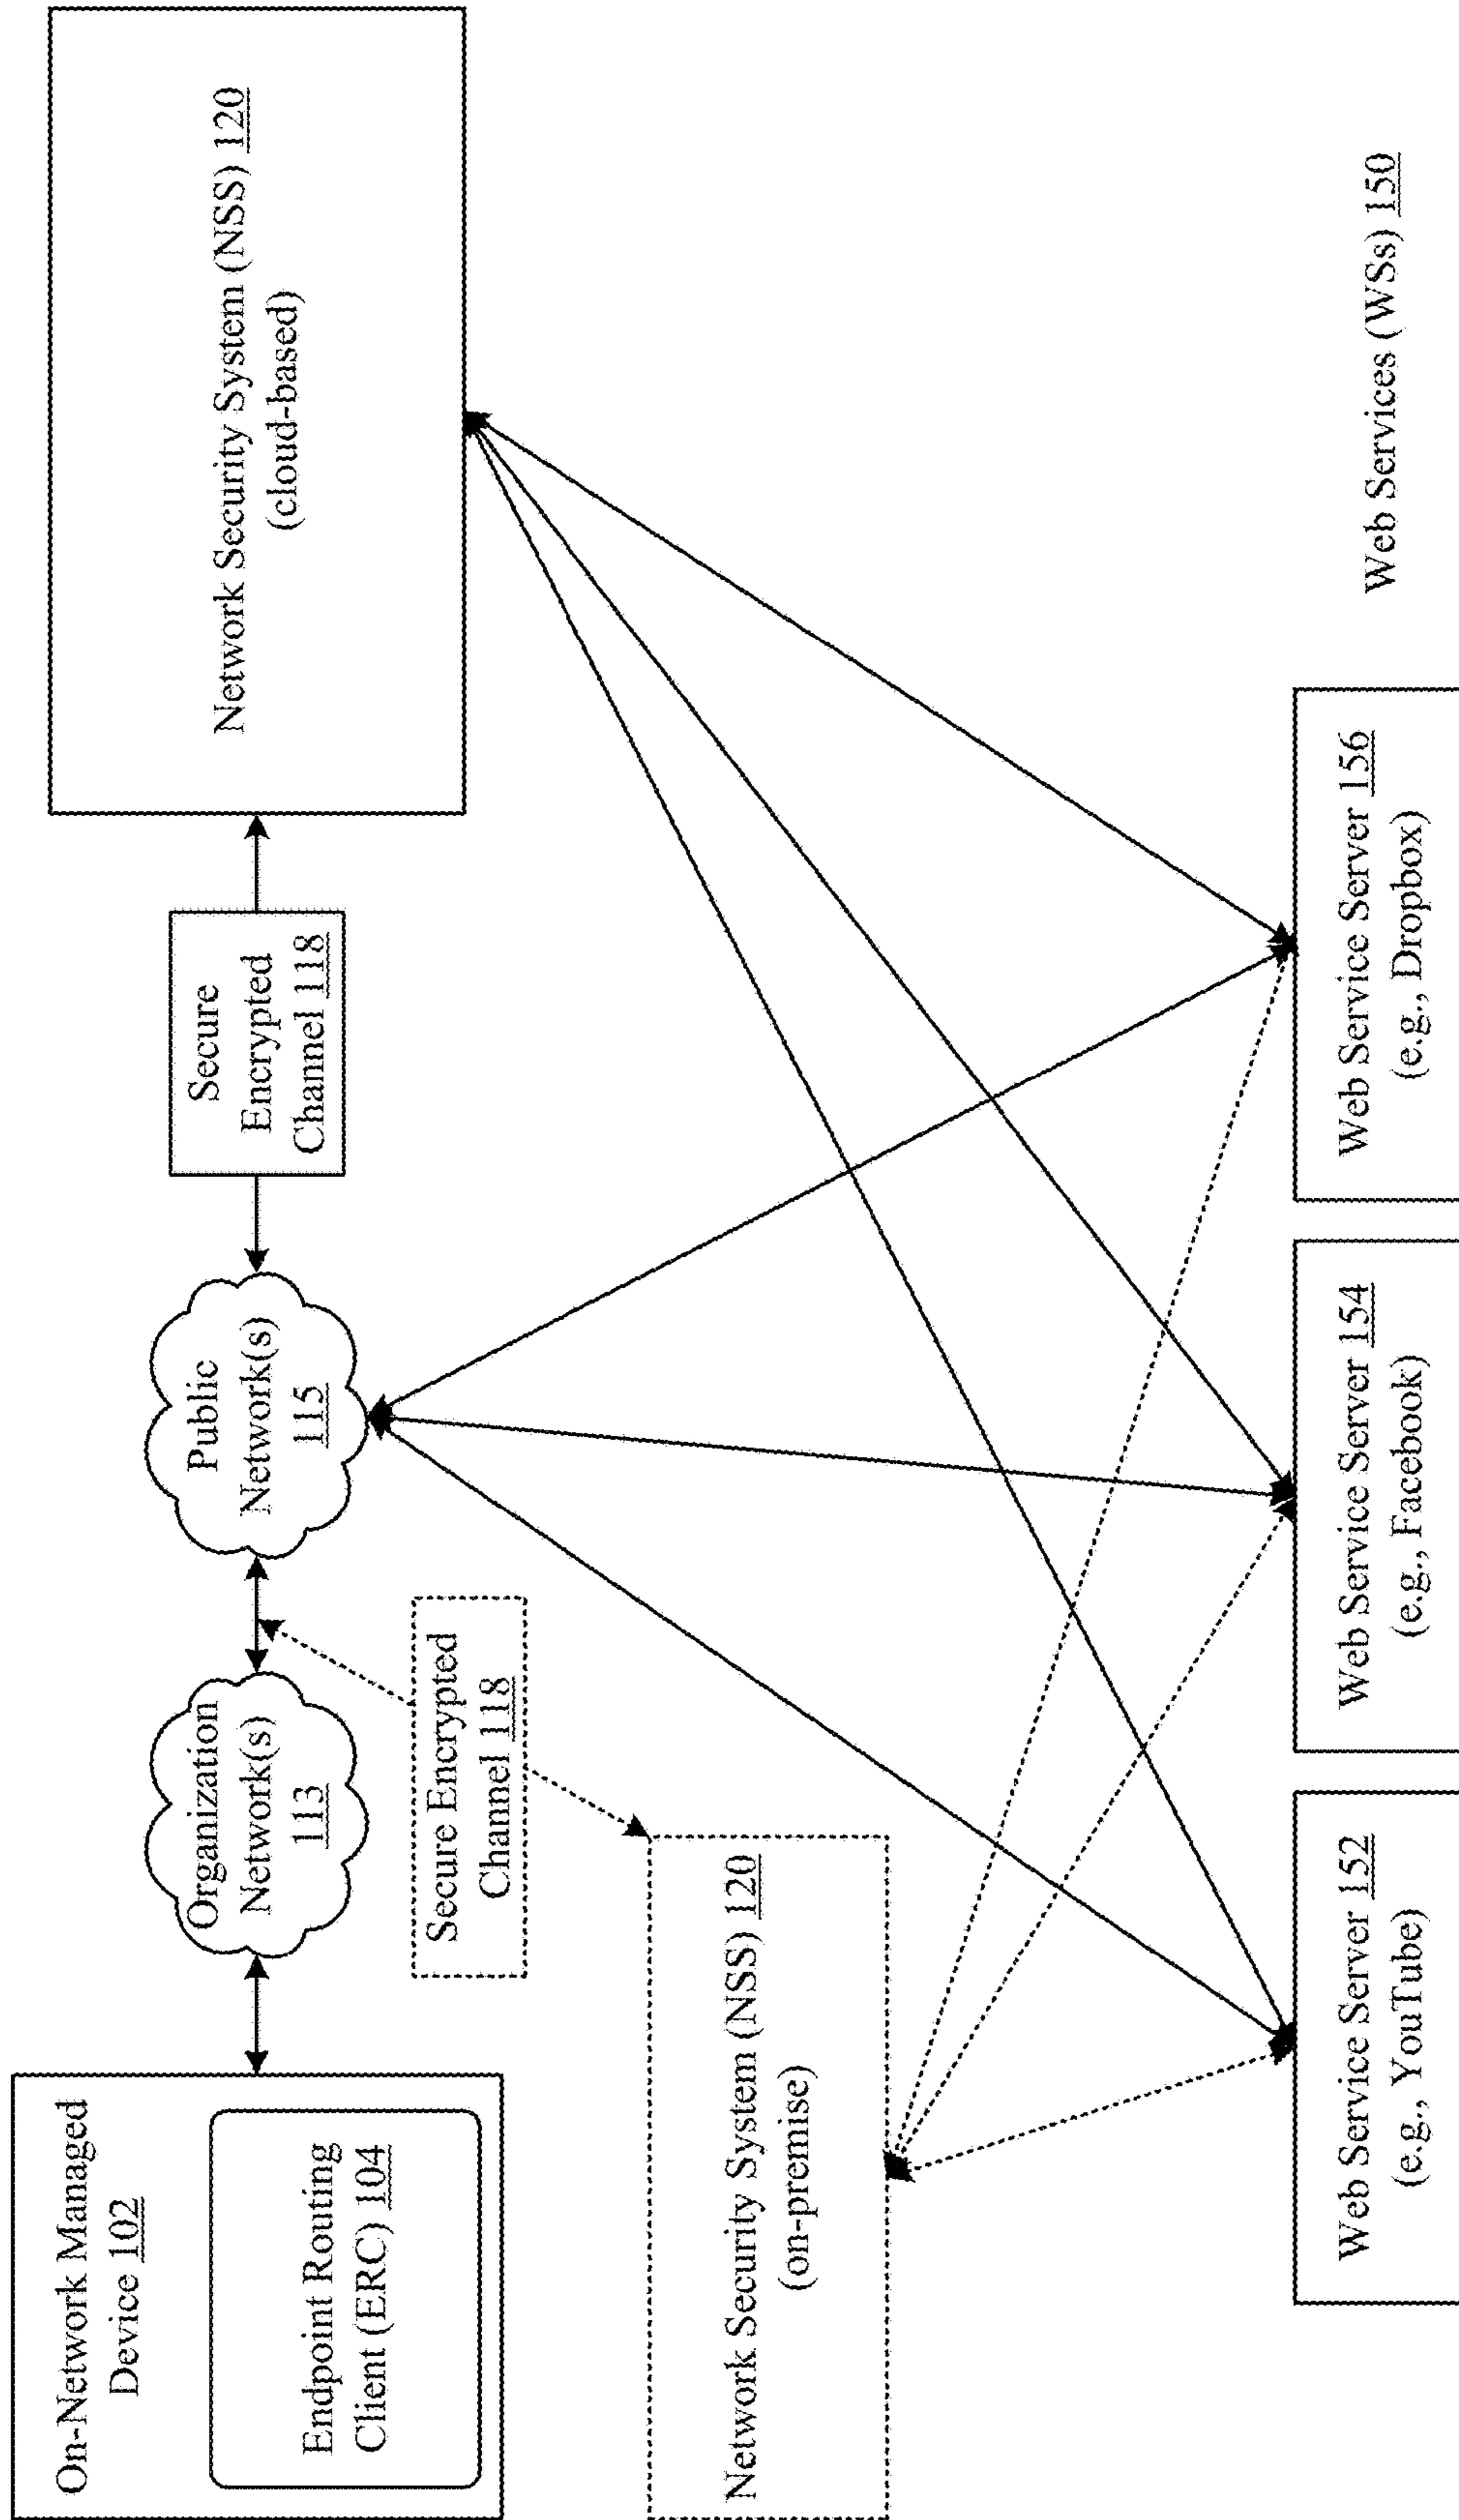 On-Network Managed
Device 102
Endpoint Routing
Client (ERC) 104
Organization
Network(s)
113
Public
Network(s)
115
Secure
Encrypted
Channel 118
Network Security System (NSS) 120
(cloud-based)
Secure Encrypted
Channel 118
Network Security System (NSS) 120
(on-premise)
Web Service Server 152
(e.g., YouTube)
Web Service Server 154
(e.g., Facebook)
Web Service Server 156
(e.g., Dropbox)
Web Services (WSs) 150